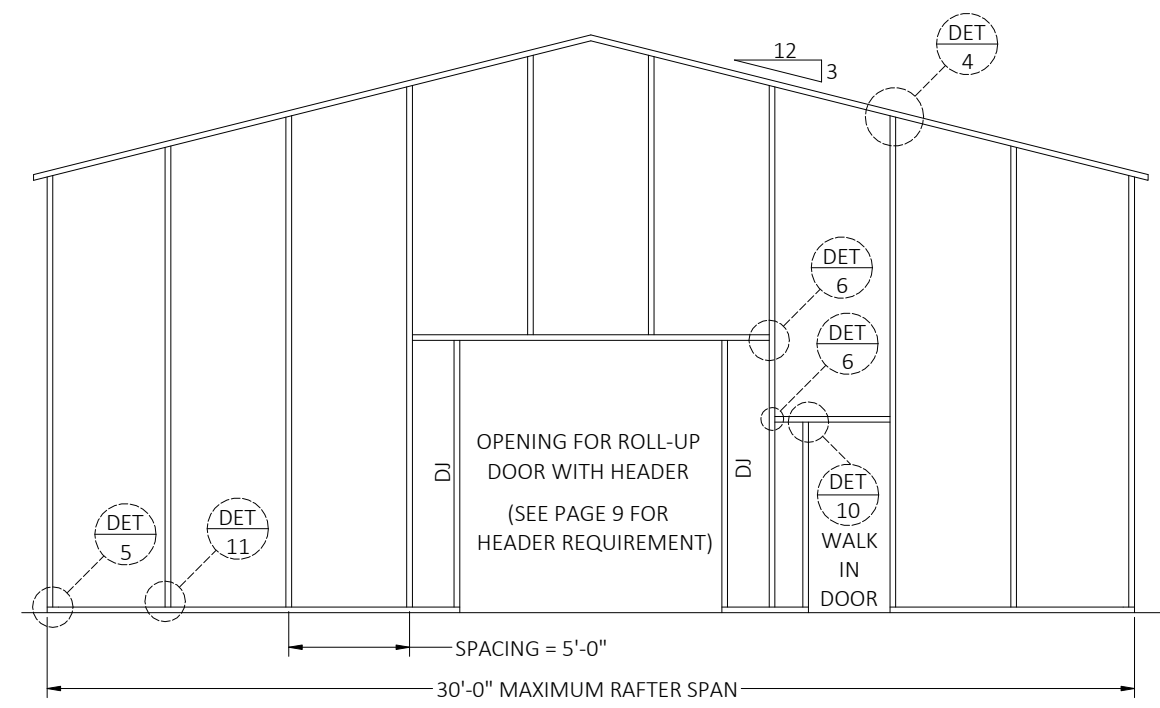 DET
4
12
3
DET
6
DET
6
OPENING FOR ROLL-UP
DOOR WITH HEADER
(SEE PAGE 9 FOR
HEADER REQUIREMENT)
DJ
DJ
DET
10
WALK
IN
DOOR
DET
5
DET
11
SPACING = 5'-0"
30'-0" MAXIMUM RAFTER SPAN